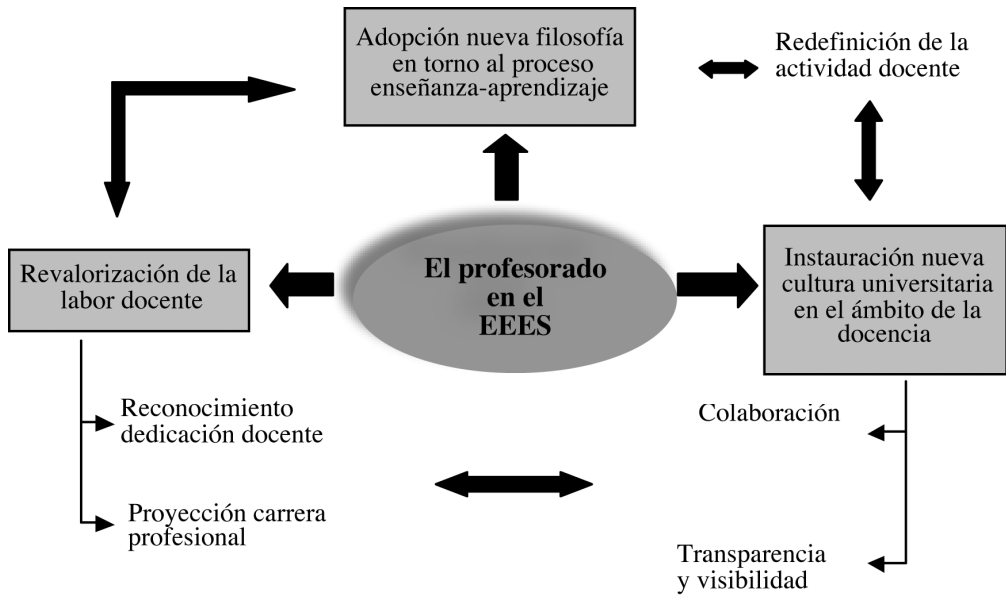 Adopción nueva filosofía
en torno al proceso
enseñanza-aprendizaje
Redefinición de la
actividad docente
Revalorización de la
labor docente
El profesorado
en el
EEES
Instauración nueva
cultura universitaria
en el ámbito de la
docencia
Reconocimiento
dedicación docente
Proyección carrera
profesional
Colaboración
Transparencia
y visibilidad